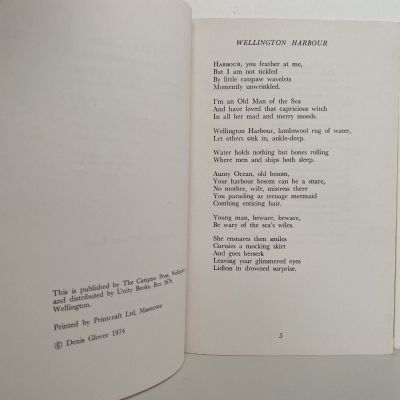 This is published by The Catspaw Press, Wellington
and distributed by Unity Books, Box 3676,
Wellington.
Printed by Printcraft Ltd, Masterton
© Denis Glover 1974
WELLINGTON HARBOUR
HARBOUR, you feather at me,
But I am not tickled
By little catspaw wavelets
Momently unwrinkled.
I'm an Old Man of the Sea
And have loved that capricious witch
In all her mad and merry moods.
Wellington Harbour, lambswool rug of water,
Let others sink in, ankle-deep.
Water holds nothing but bones rolling
Where men and ships both sleep.
Aunty Ocean, old besom,
Your harbour bosom can be a snare,
No mother, wife, mistress there
You parading as teenage mermaid
Combing enticing hair.
Young man, beware, beware,
Be wary of the sea's wiles.
She ensnares then smiles
Curtsies a mocking skirt
And goes berserk
Leaving your glimmered eyes
Lidless in drowned surprise.
5